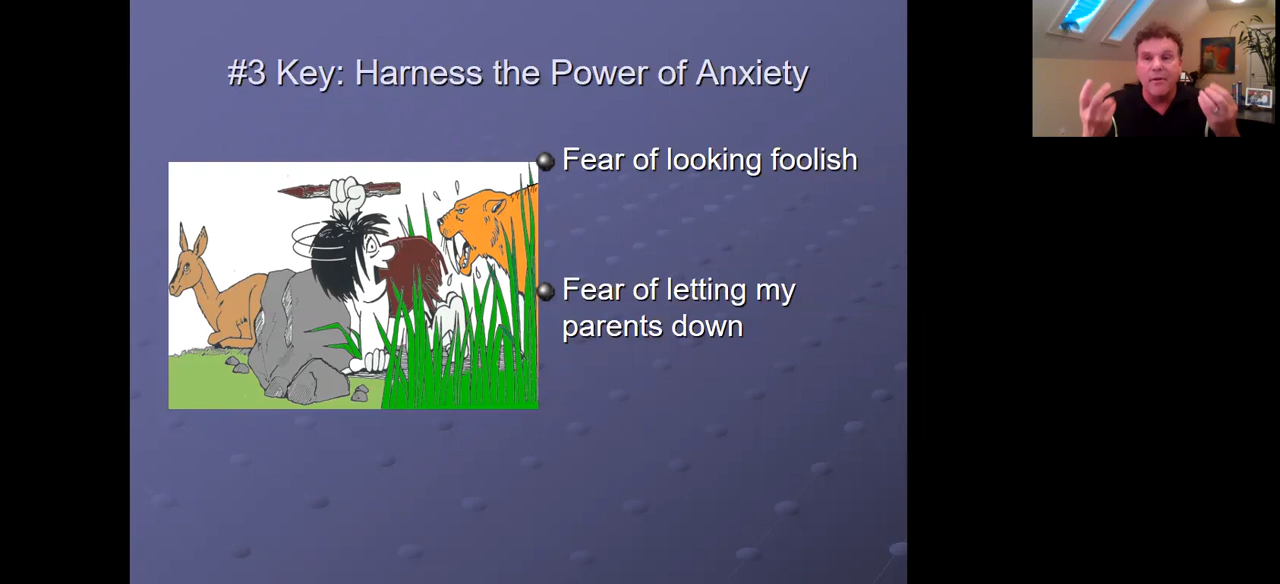 #3 Key: Harness the Power of Anxiety
Fear of looking foolish
Fear of letting my
parents down